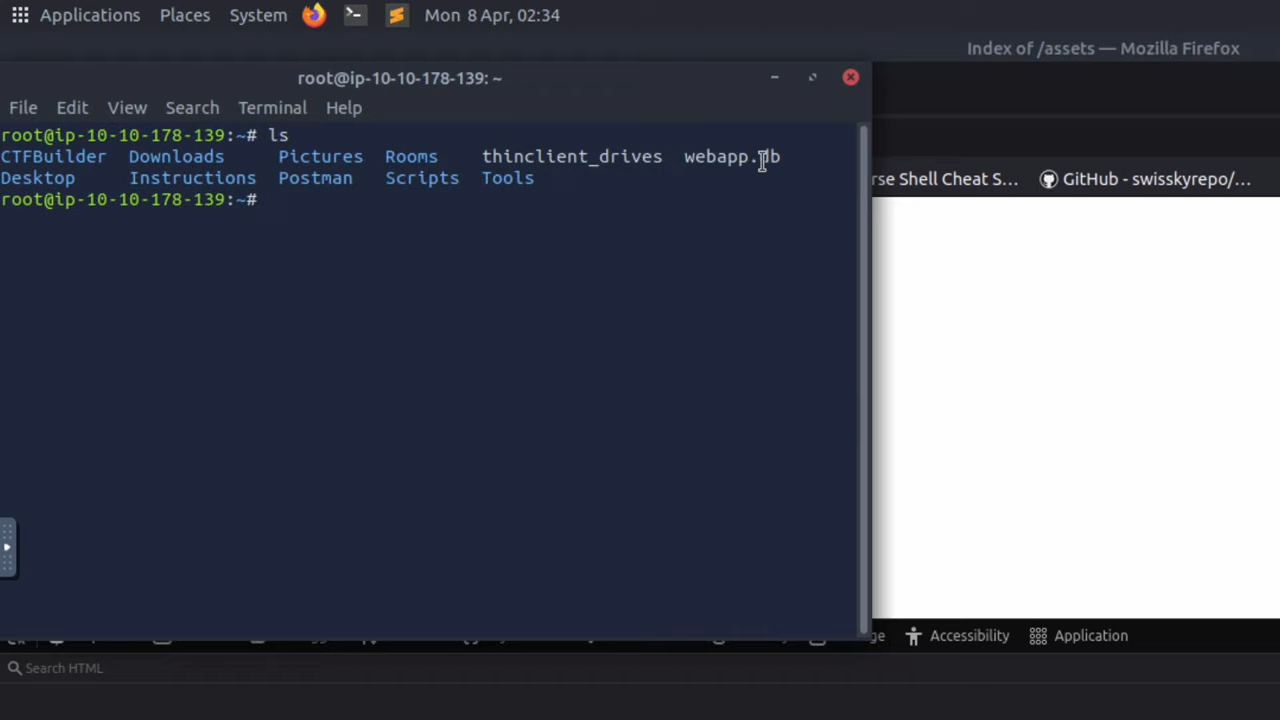 Applications Places System Mon 8 Apr, 02:34
Index of /assets — Mozilla Firefox
root@ip-10-10-178-139: ~
File Edit View Search Terminal Help
root@ip-10-10-178-139:~# ls
CTFBuilder Downloads Pictures Rooms thinclient_drives webapp.db
Desktop Instructions Postman Scripts Tools
root@ip-10-10-178-139:~#
rse Shell Cheat S... GitHub - swisskyrepo/...
ge Accessibility Application
Search HTML